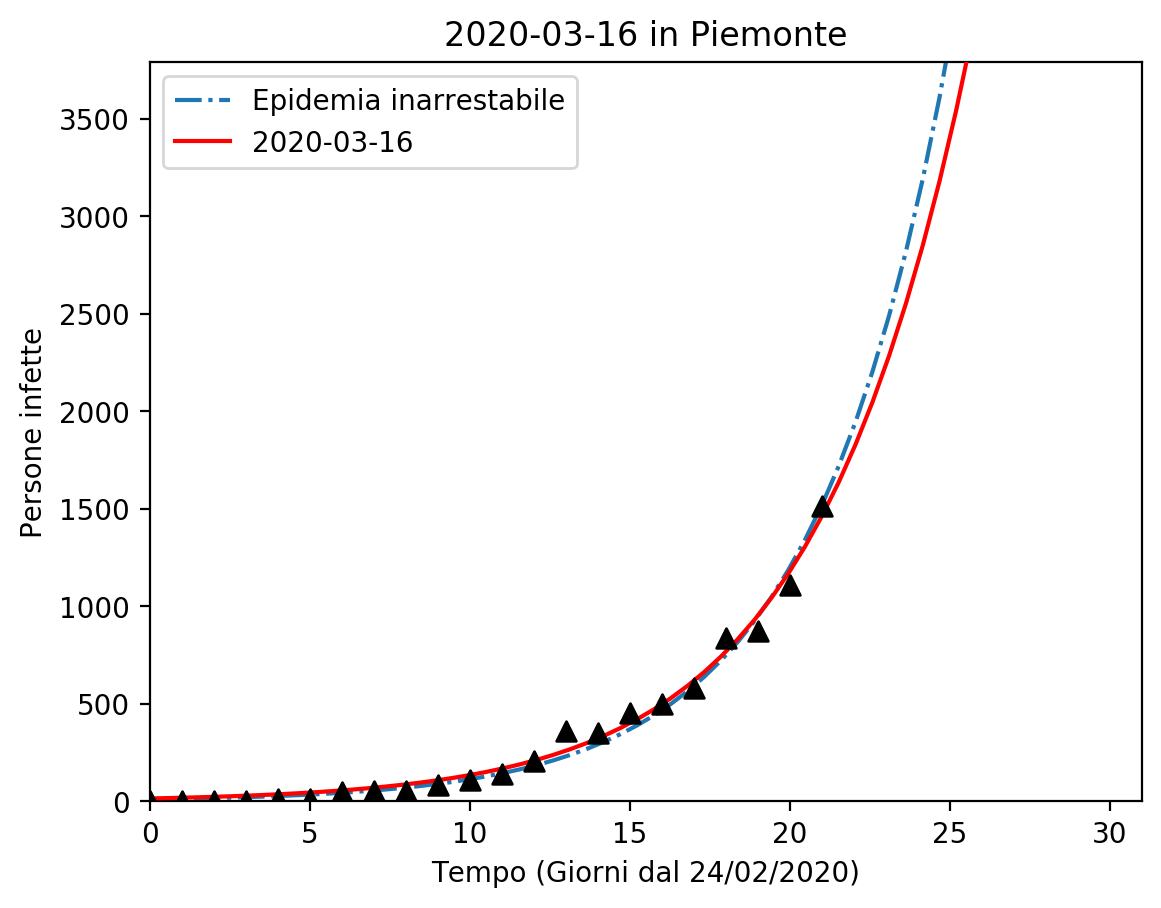 2020-03-16 in Piemonte
Epidemia inarrestabile
2020-03-16
Persone infette
3500
3000
2500
2000
1500
1000
500
0
0 5 10 15 20 25 30
Tempo (Giorni dal 24/02/2020)